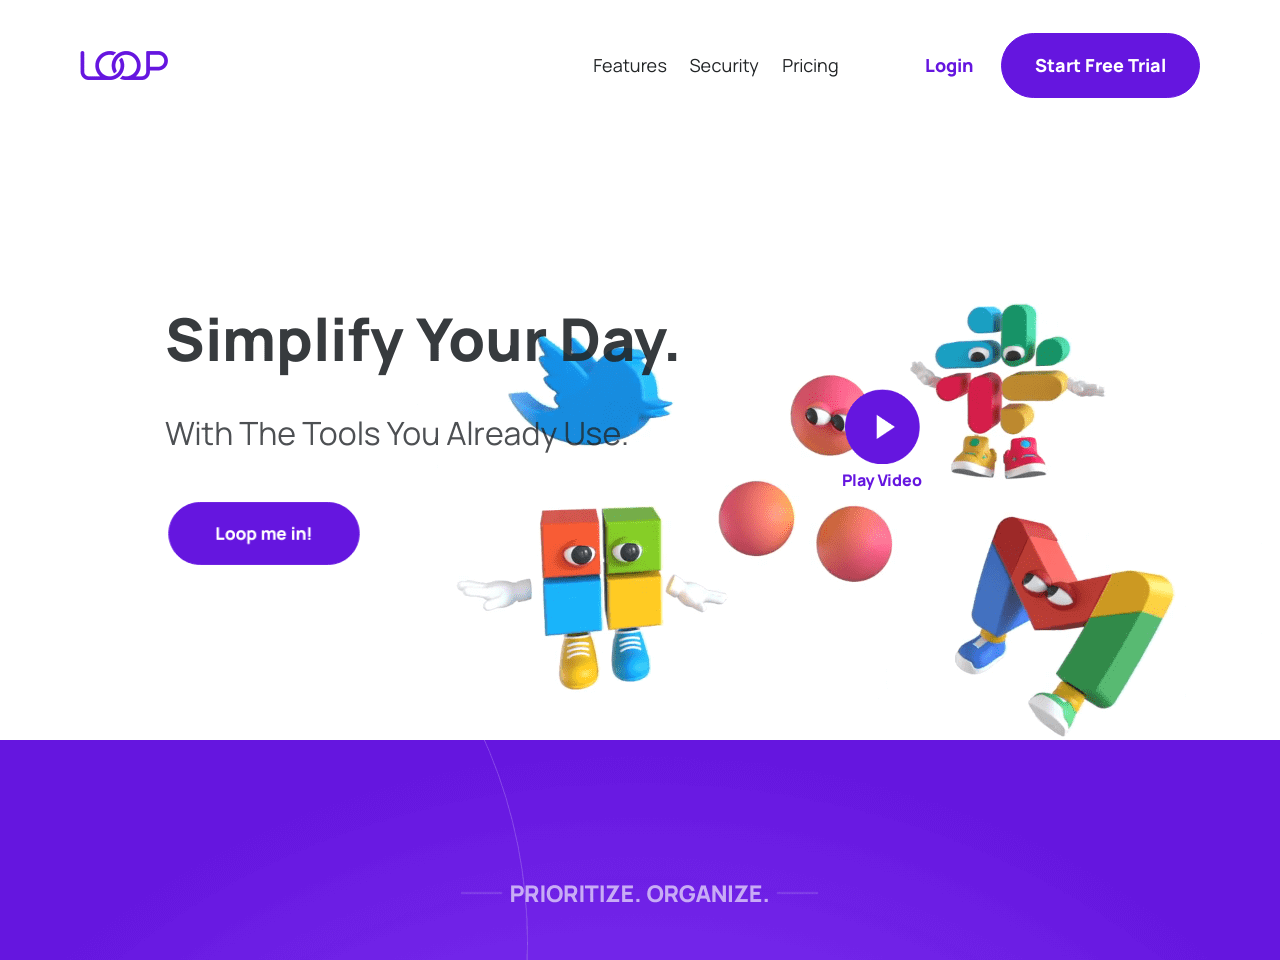 LOOP
Features Security Pricing Login Start Free Trial
Simplify Your Day.
With The Tools You Already Use.
Play Video
Loop me in!
PRIORITIZE. ORGANIZE.